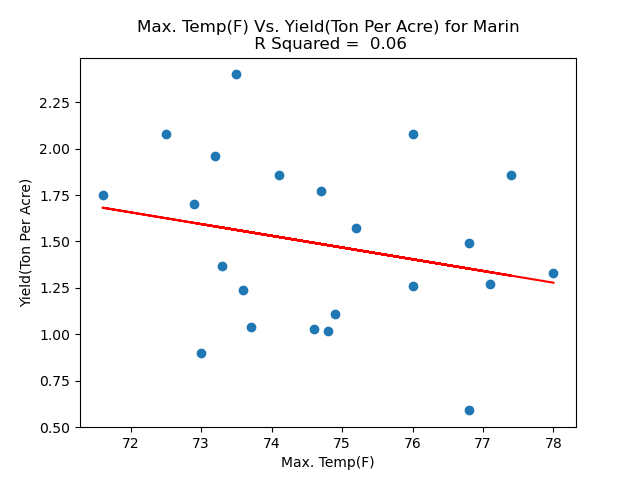 Max. Temp(F) Vs. Yield(Ton Per Acre) for Marin
R Squared =  0.06
2.25
2.00
1.75
1.50
1.25
1.00
0.75
0.50
Yield(Ton Per Acre)
72 73 74 75 76 77 78
Max. Temp(F)